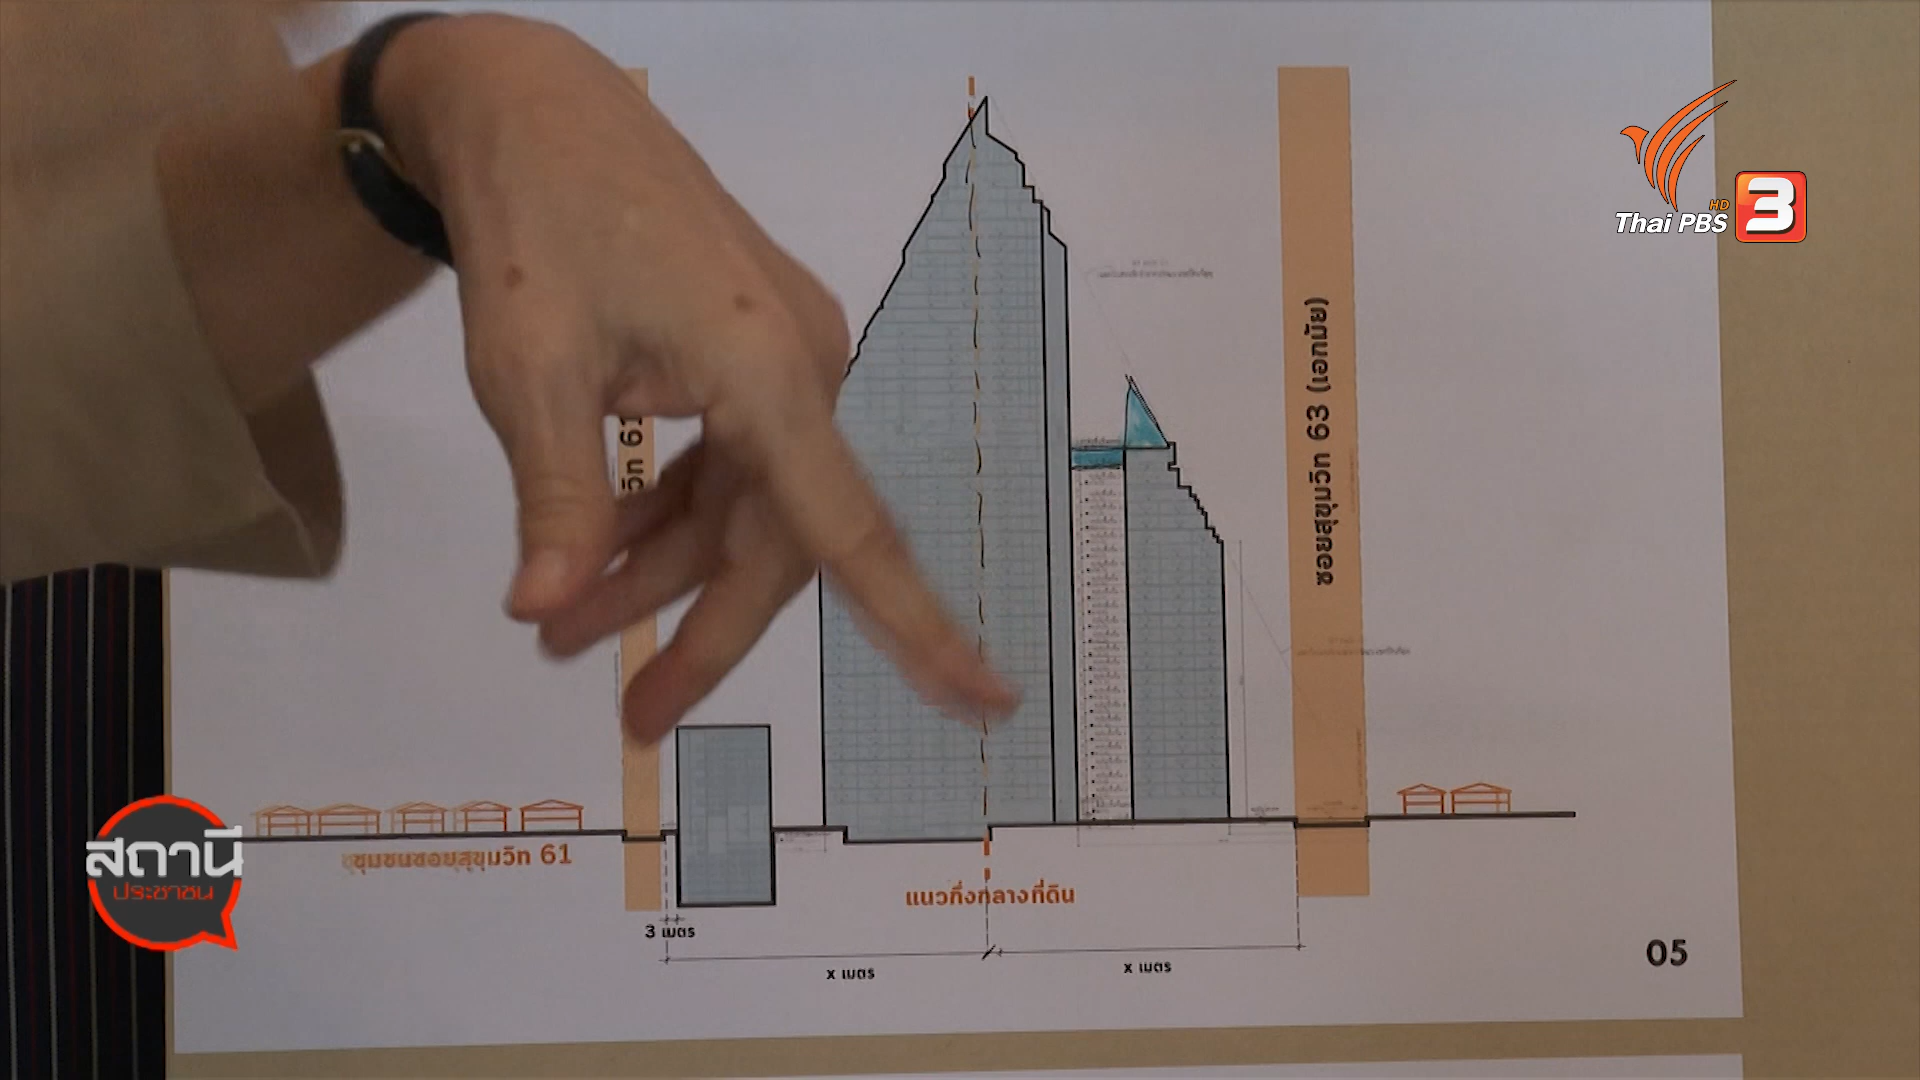 Thai PBS
HD
3
ซอยสุขุมวิท 63 (เอกมัย)
วิท 61
ชุมชนซอยสุขุมวิท 61
แนวกึ่งกลางที่ดิน
3 เมตร
x เมตร
x เมตร
05
สถานี
ประชาชน